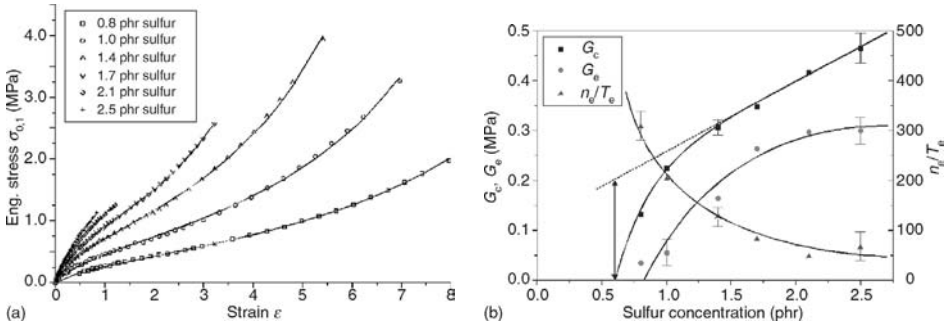 (a)
Eng. stress σ0,1 (MPa)
4.0
3.75
2.50
1.25
0.0
0.8 phr sulfur
1.0 phr sulfur
1.4 phr sulfur
1.7 phr sulfur
2.1 phr sulfur
2.5 phr sulfur
0 1 2 3 4 5 6 7 8
Strain ε
(b)
Gc, Ge (MPa)
0.5
0.4
0.3
0.2
0.1
0.0
Gc
Ge
ne/Te
500
400
300
200
100
0
ne/Te
0.0 0.5 1.0 1.5 2.0 2.5
Sulfur concentration (phr)